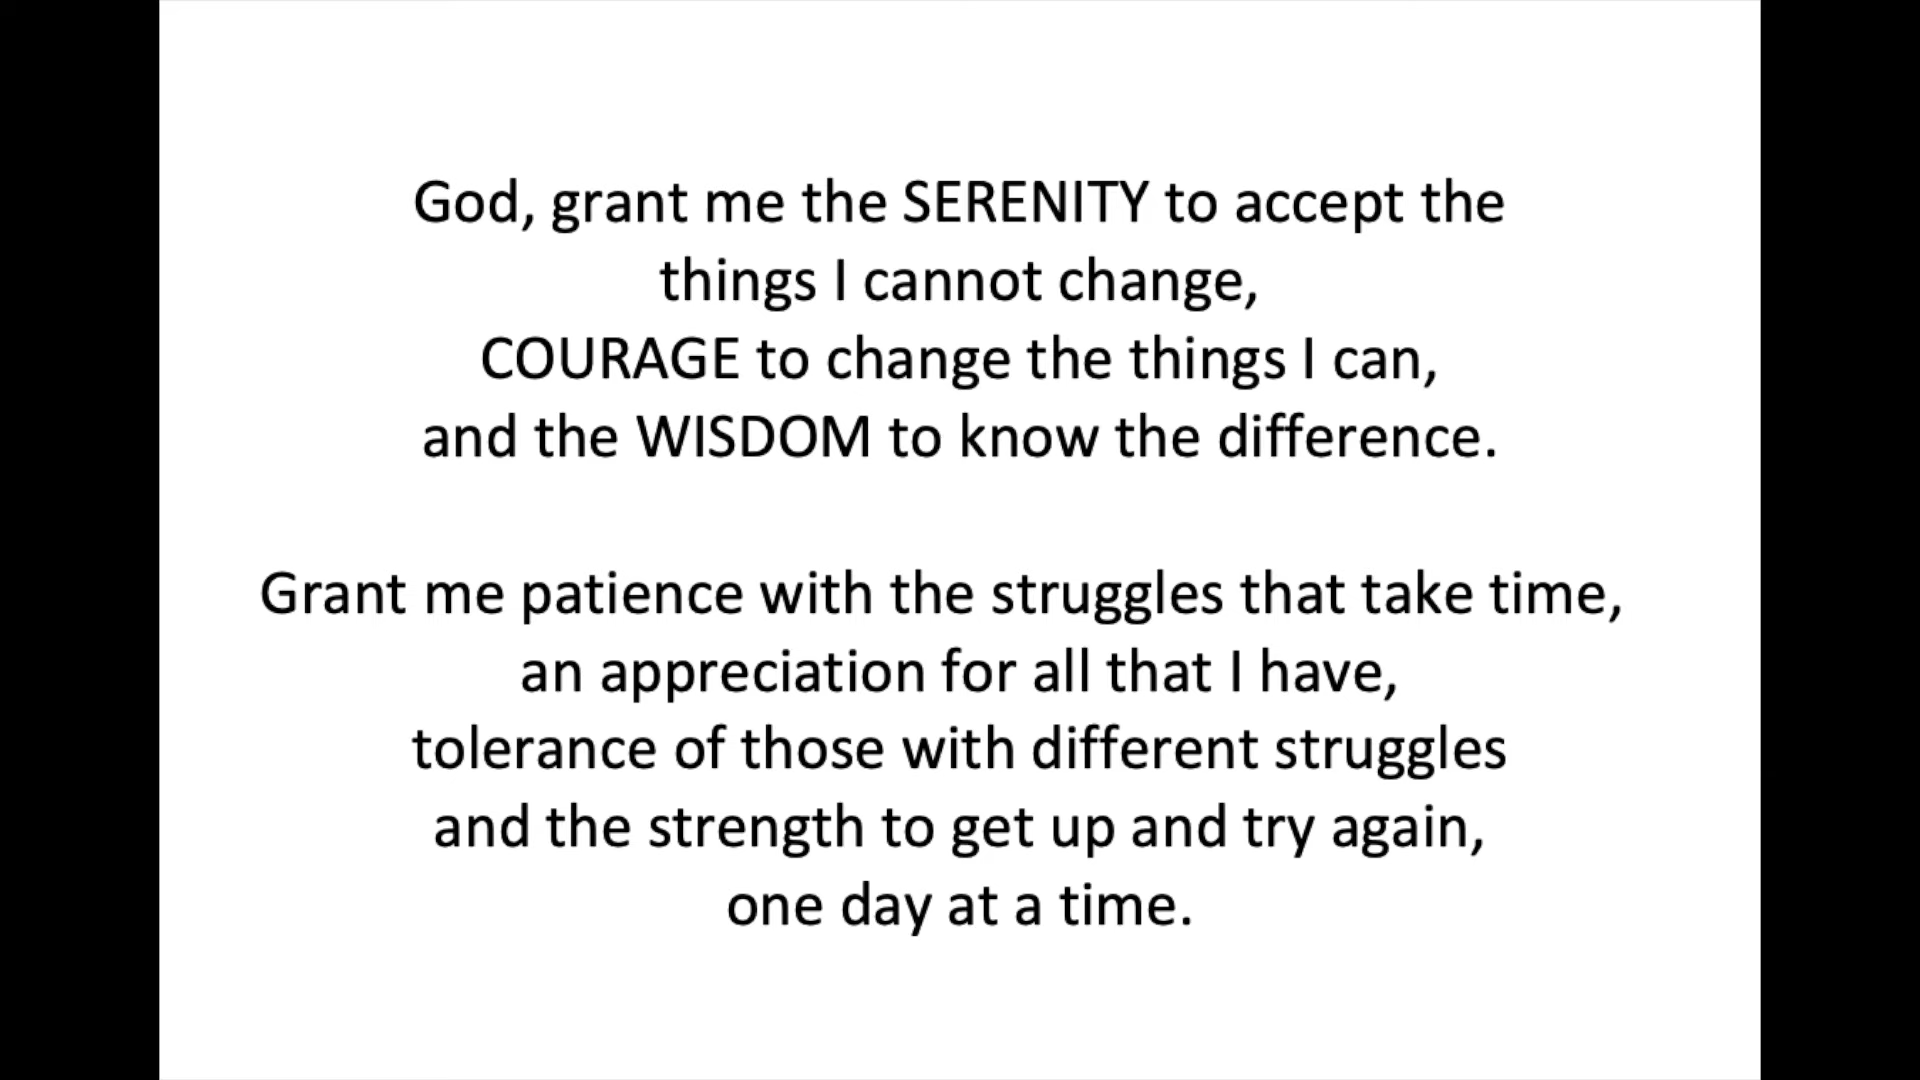 God, grant me the SERENITY to accept the
things I cannot change,
COURAGE to change the things I can,
and the WISDOM to know the difference.
Grant me patience with the struggles that take time,
an appreciation for all that I have,
tolerance of those with different struggles
and the strength to get up and try again,
one day at a time.